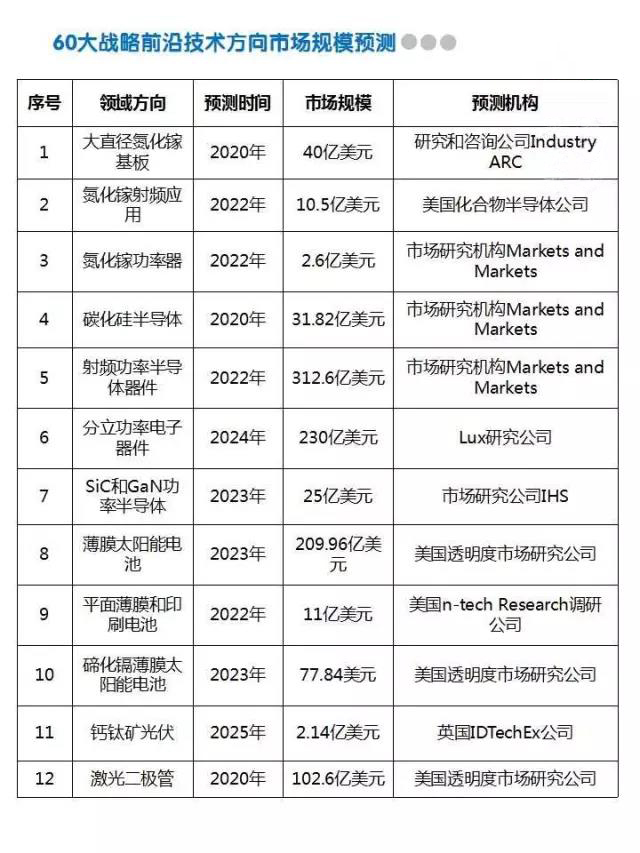 60大战略前沿技术方向市场规模预测
序号 领域方向 预测时间 市场规模 预测机构
1 大直径氮化镓基板 2020年 40亿美元 研究和咨询公司Industry ARC
2 氮化镓射频应用 2022年 10.5亿美元 美国化合物半导体公司
3 氮化镓功率器 2022年 2.6亿美元 市场研究机构Markets and Markets
4 碳化硅半导体 2020年 31.82亿美元 市场研究机构Markets and Markets
5 射频功率半导体器件 2022年 312.6亿美元 市场研究机构Markets and Markets
6 分立功率电子器件 2024年 230亿美元 Lux研究公司
7 SiC和GaN功率半导体 2023年 25亿美元 市场研究公司IHS
8 薄膜太阳能电池 2023年 209.96亿美元 美国透明度市场研究公司
9 平面薄膜和印刷电池 2022年 11亿美元 美国n-tech Research调研公司
10 碲化镉薄膜太阳能电池 2023年 77.84美元 美国透明度市场研究公司
11 钙钛矿光伏 2025年 2.14亿美元 英国IDTechEx公司
12 激光二极管 2020年 102.6亿美元 美国透明度市场研究公司